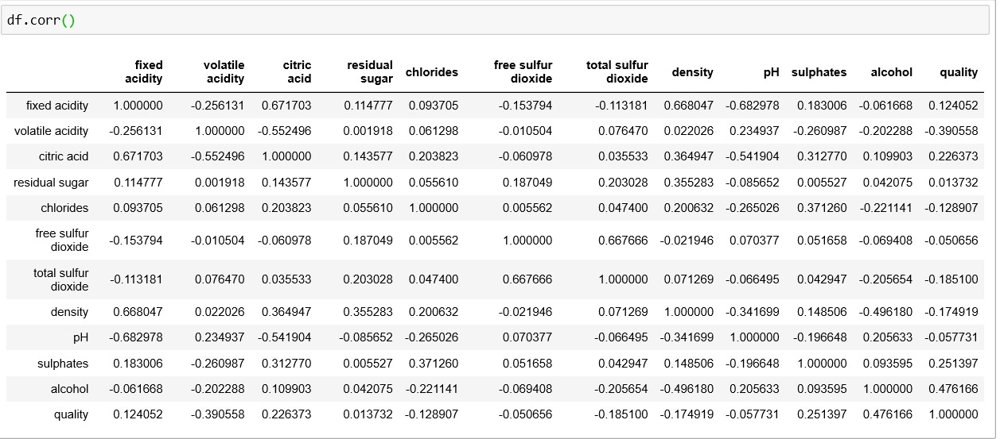 df.corr()
fixed acidity volatile acidity citric acid residual sugar chlorides free sulfur dioxide total sulfur dioxide density pH sulphates alcohol quality
fixed acidity 1.000000 -0.256131 0.671703 0.114777 0.093705 -0.153794 -0.113181 0.668047 -0.682978 0.183006 -0.061668 0.124052
volatile acidity -0.256131 1.000000 -0.552496 0.001918 0.061298 -0.010504 0.076470 0.022026 0.234937 -0.260987 -0.202288 -0.390558
citric acid 0.671703 -0.552496 1.000000 0.143577 0.203823 -0.060978 0.035533 0.364947 -0.541904 0.312770 0.109903 0.226373
residual sugar 0.114777 0.001918 0.143577 1.000000 0.055610 0.187049 0.203028 0.355283 -0.085652 0.005527 0.042075 0.013732
chlorides 0.093705 0.061298 0.203823 0.055610 1.000000 0.005562 0.047400 0.200632 -0.265026 0.371260 -0.221141 -0.128907
free sulfur dioxide -0.153794 -0.010504 -0.060978 0.187049 0.005562 1.000000 0.667666 -0.021946 0.070377 0.051658 -0.069408 -0.050656
total sulfur dioxide -0.113181 0.076470 0.035533 0.203028 0.047400 0.667666 1.000000 0.071269 -0.066495 0.042947 -0.205654 -0.185100
density 0.668047 0.022026 0.364947 0.355283 0.200632 -0.021946 0.071269 1.000000 -0.341699 0.148506 -0.496180 -0.174919
pH -0.682978 0.234937 -0.541904 -0.085652 -0.265026 0.070377 -0.066495 -0.341699 1.000000 -0.196648 0.205633 -0.057731
sulphates 0.183006 -0.260987 0.312770 0.005527 0.371260 0.051658 0.042947 0.148506 -0.196648 1.000000 0.093595 0.251397
alcohol -0.061668 -0.202288 0.109903 0.042075 -0.221141 -0.069408 -0.205654 -0.496180 0.205633 0.093595 1.000000 0.476166
quality 0.124052 -0.390558 0.226373 0.013732 -0.128907 -0.050656 -0.185100 -0.174919 -0.057731 0.251397 0.476166 1.000000